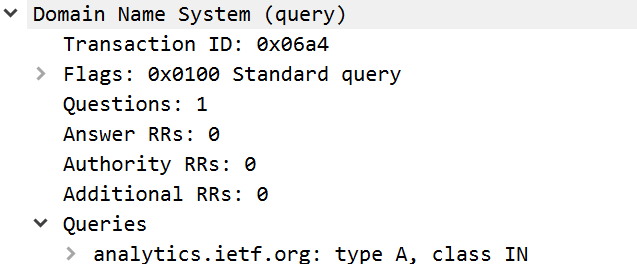 Domain Name System (query)
Transaction ID: 0x06a4
Flags: 0x0100 Standard query
Questions: 1
Answer RRs: 0
Authority RRs: 0
Additional RRs: 0
Queries
analytics.ietf.org: type A, class IN